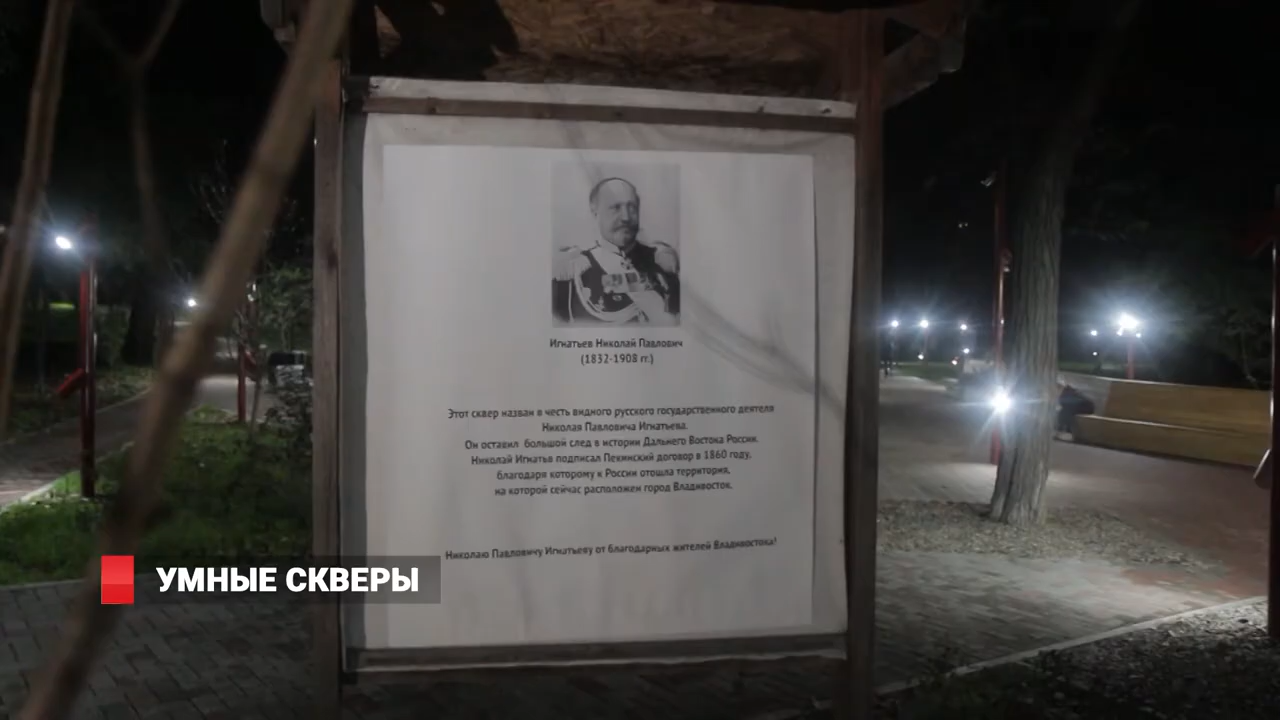 Игнатьев Николай Павлович
(1832-1908 гг.)
Этот сквер назван в честь видного русского государственного деятеля
Николая Павловича Игнатьева.
Он оставил большой след в истории Дальнего Востока России.
Николай Игнатьв подписал Пекинский договор в 1860 году,
благодаря которому к России отошла территория,
на которой сейчас расположен город Владивосток.
Николаю Павловичу Игнатьеву от благодарных жителей Владивостока!
УМНЫЕ СКВЕРЫ